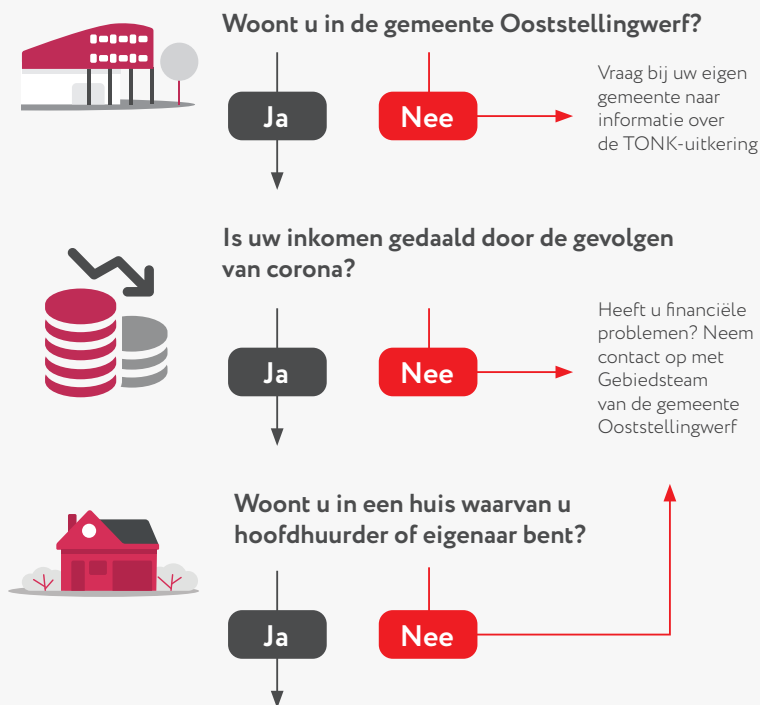 Woont u in de gemeente Ooststellingwerf?
Ja
Nee
Vraag bij uw eigen
gemeente naar
informatie over
de TONK-uitkering
Is uw inkomen gedaald door de gevolgen
van corona?
Ja
Nee
Heeft u financiële
problemen? Neem
contact op met
Gebiedsteam
van de gemeente
Ooststellingwerf
Woont u in een huis waarvan u
hoofdhuurder of eigenaar bent?
Ja
Nee